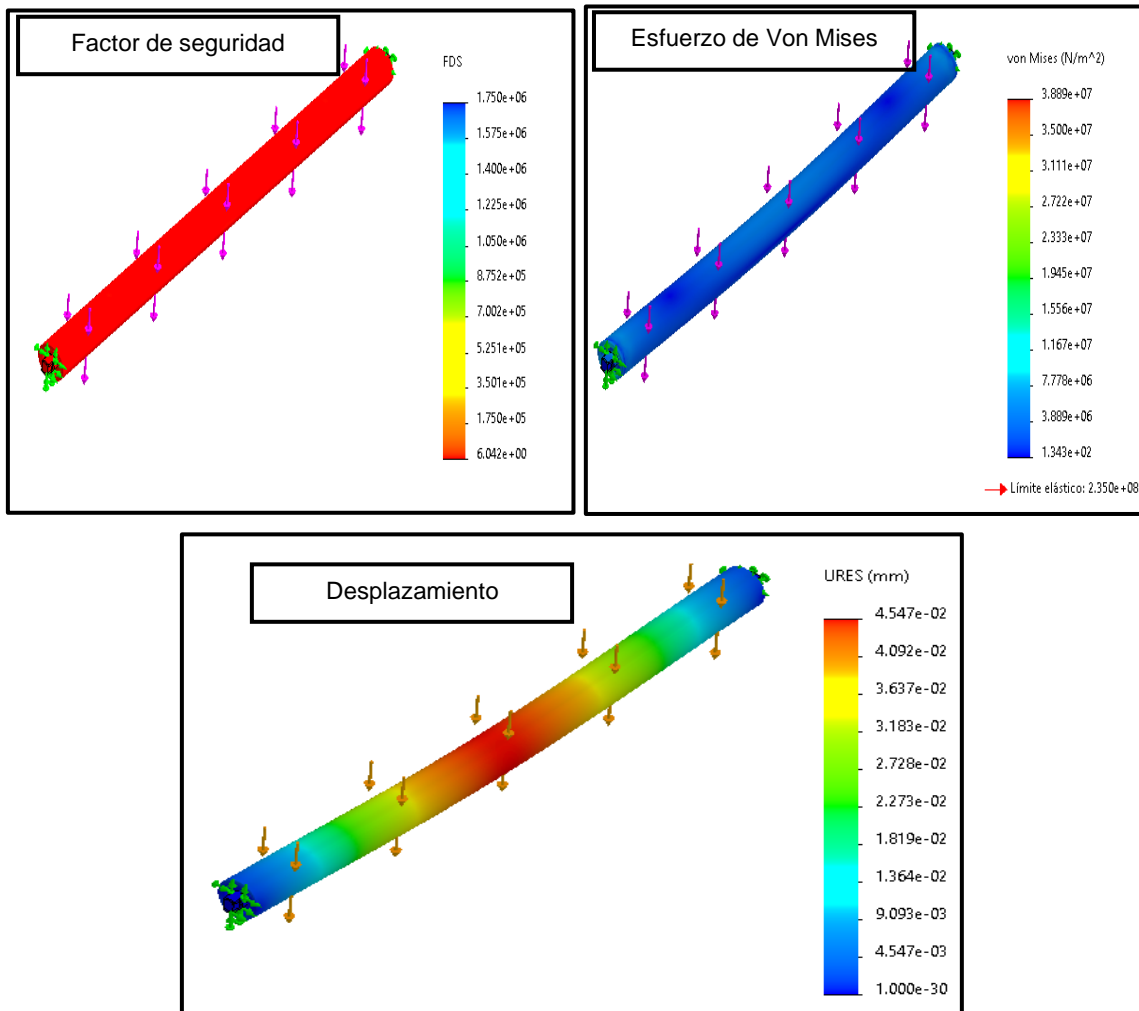 Factor de seguridad
FDS
1.750e+06
1.575e+06
1.400e+06
1.225e+06
1.050e+06
8.752e+05
7.002e+05
5.251e+05
3.501e+05
1.750e+05
6.042e+00
Esfuerzo de Von Mises
von Mises (N/m^2)
3.889e+07
3.500e+07
3.111e+07
2.722e+07
2.333e+07
1.945e+07
1.556e+07
1.167e+07
7.778e+06
3.889e+06
1.343e+02
Límite elástico: 2.350e+08
Desplazamiento
URES (mm)
4.547e-02
4.092e-02
3.637e-02
3.183e-02
2.728e-02
2.273e-02
1.819e-02
1.364e-02
9.093e-03
4.547e-03
1.000e-30